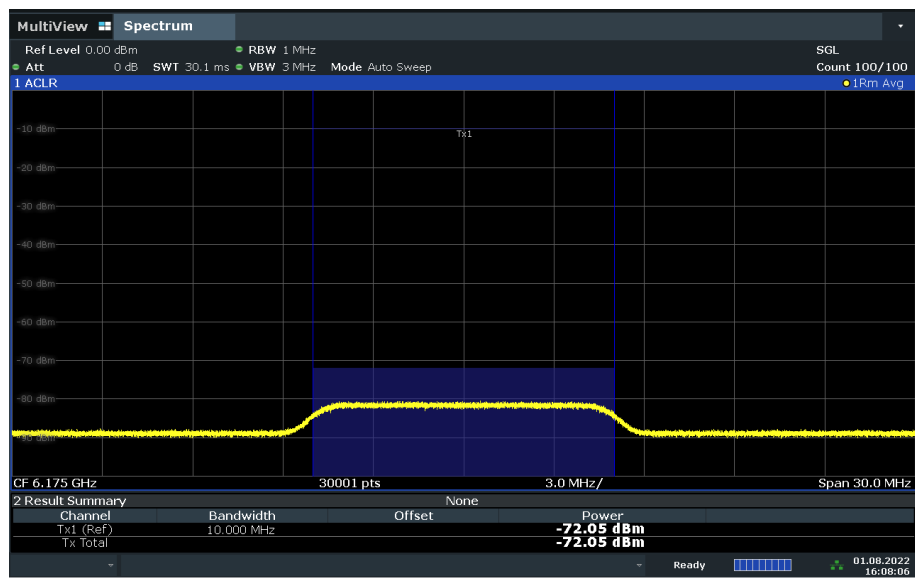 MultiView Spectrum
Ref Level 0.00 dBm RBW 1 MHz SGL
Att 0 dB SWT 30.1 ms VBW 3 MHz Mode Auto Sweep Count 100/100
1 ACLR 1Rm Avg
-10 dBm
Tx1
-20 dBm
-30 dBm
-40 dBm
-50 dBm
-60 dBm
-70 dBm
-80 dBm
-90 dBm
CF 6.175 GHz 30001 pts 3.0 MHz/ Span 30.0 MHz
2 Result Summary None
Channel Bandwidth Offset Power
Tx1 (Ref) 10.000 MHz -72.05 dBm
Tx Total -72.05 dBm
Ready 01.08.2022
16:08:06